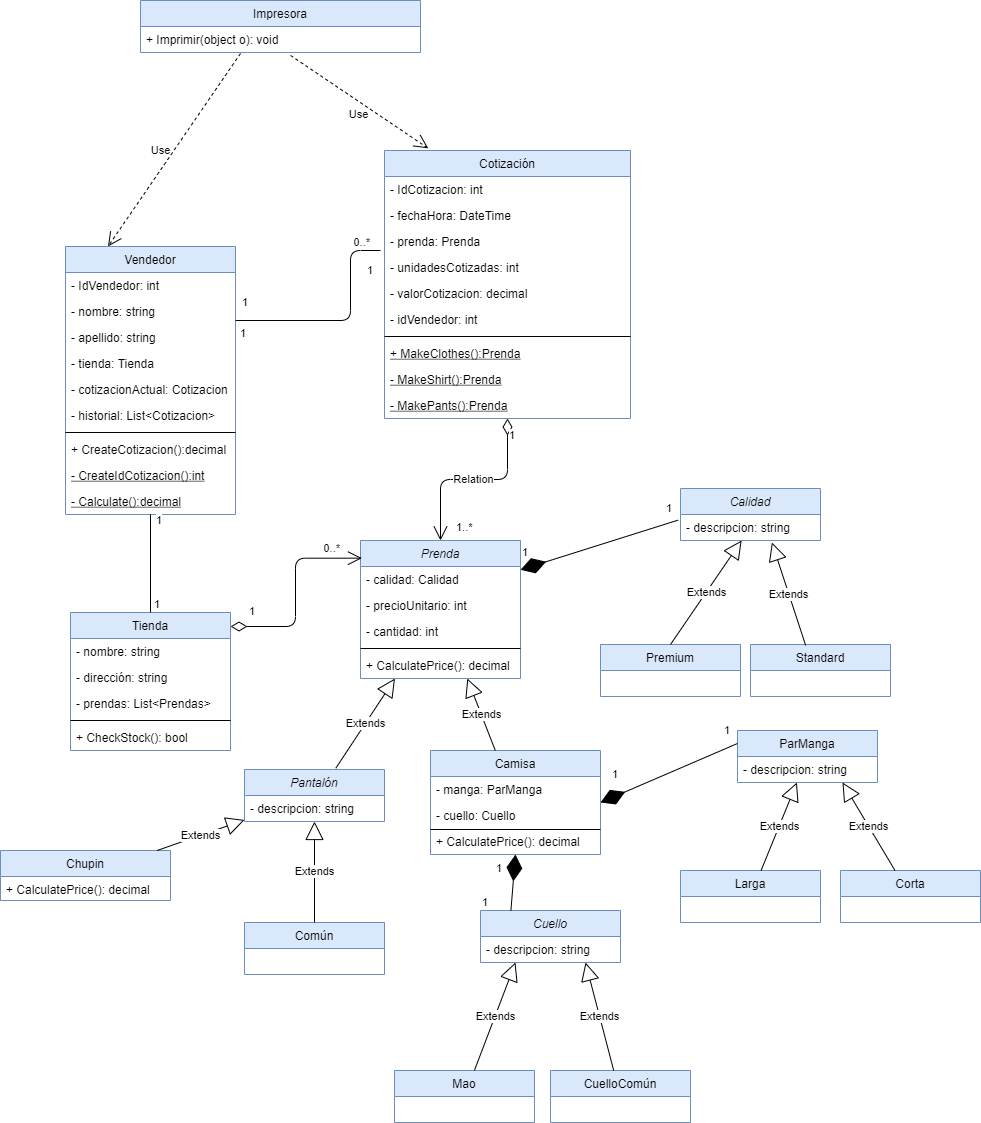 Impresora
+ Imprimir(object o): void
Use
Use
Cotización
- IdCotizacion: int
- fechaHora: DateTime
- prenda: Prenda
- unidadesCotizadas: int
- valorCotizacion: decimal
- idVendedor: int
+ MakeClothes():Prenda
- MakeShirt():Prenda
- MakePants():Prenda
0..*
1
1
1
Vendedor
- IdVendedor: int
- nombre: string
- apellido: string
- tienda: Tienda
- cotizacionActual: Cotizacion
- historial: List<Cotizacion>
+ CreateCotizacion():decimal
- CreateIdCotizacion():int
- Calculate():decimal
1
Relation
1..*
1
1
Tienda
- nombre: string
- dirección: string
- prendas: List<Prendas>
+ CheckStock(): bool
1
0..*
Prenda
- calidad: Calidad
- precioUnitario: int
- cantidad: int
+ CalculatePrice(): decimal
1
1
Calidad
- descripcion: string
Extends
Extends
Premium
Standard
Extends
Extends
Pantalón
- descripcion: string
Extends
Extends
Chupin
+ CalculatePrice(): decimal
Común
Camisa
- manga: ParManga
- cuello: Cuello
+ CalculatePrice(): decimal
1
1
ParManga
- descripcion: string
Extends
Extends
Larga
Corta
1
1
Cuello
- descripcion: string
Extends
Extends
Mao
CuelloComún